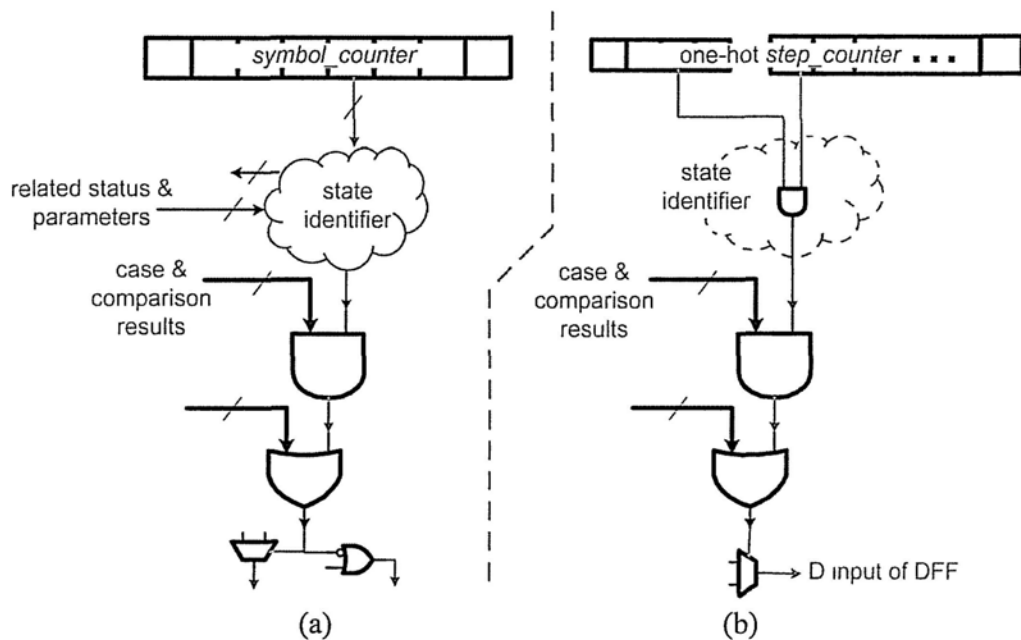 symbol_counter
related status &
parameters
state
identifier
case &
comparison
results
(a)
one-hot step_counter ...
state
identifier
case &
comparison
results
D input of DFF
(b)